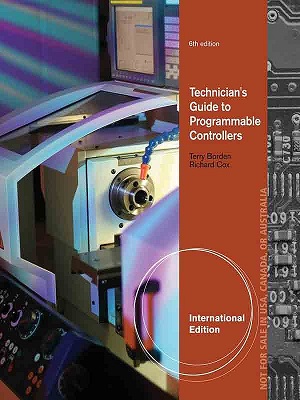 6th edition
Technician's
Guide to
Programmable
Controllers
Terry Borden
Richard Cox
International
Edition
NOT FOR SALE IN USA, CANADA, OR AUSTRALIA
C730